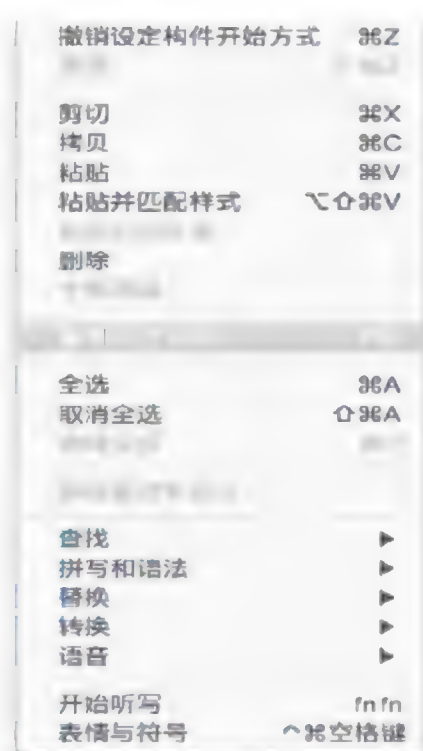 撤销设定构件开始方式 ⌘Z
剪切 ⌘X
拷贝 ⌘C
粘贴 ⌘V
粘贴并匹配样式 ⌥⇧⌘V
删除
全选 ⌘A
取消全选 ⇧⌘A
查找 ▶
拼写和语法 ▶
替换 ▶
转换 ▶
语音 ▶
开始听写 fn fn
表情与符号 ^⌘空格键